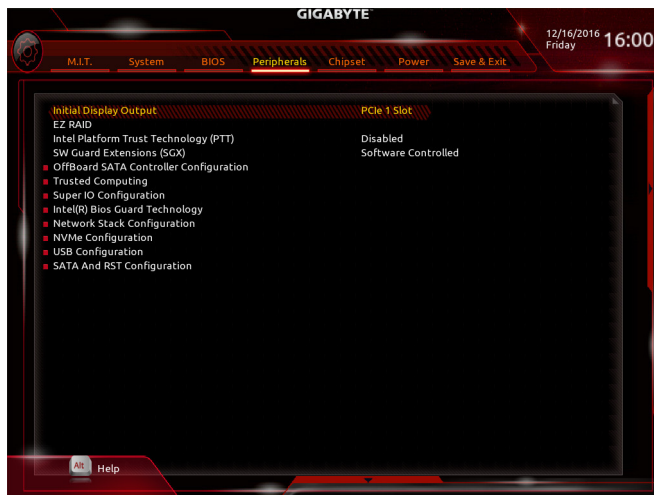 GIGABYTE™
12/16/2016
Friday
16:00
M.I.T. System BIOS Peripherals Chipset Power Save & Exit
Initial Display Output PCIe 1 Slot
EZ RAID
Intel Platform Trust Technology (PTT) Disabled
SW Guard Extensions (SGX) Software Controlled
OffBoard SATA Controller Configuration
Trusted Computing
Super IO Configuration
Intel(R) Bios Guard Technology
Network Stack Configuration
NVMe Configuration
USB Configuration
SATA And RST Configuration
Alt Help